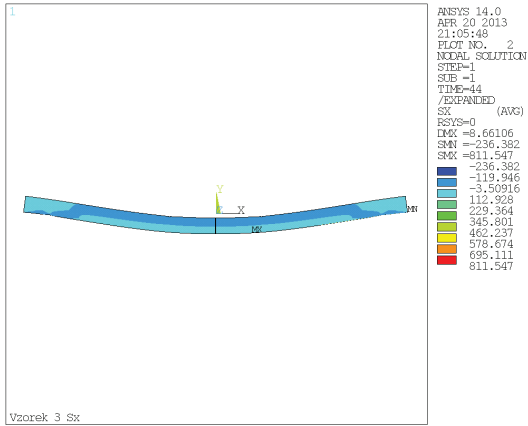 1
ANSYS 14.0
APR 20 2013
21:05:48
PLOT NO. 2
NODAL SOLUTION
STEP=1
SUB =1
TIME=44
/EXPANDED
SX (AVG)
RSYS=0
DMX =8.66106
SMN =-236.382
SMX =811.547
-236.382
-119.946
-3.50916
112.928
229.364
345.801
462.237
578.674
695.111
811.547
Y
Z X
MN
MX
Vzorek 3 Sx